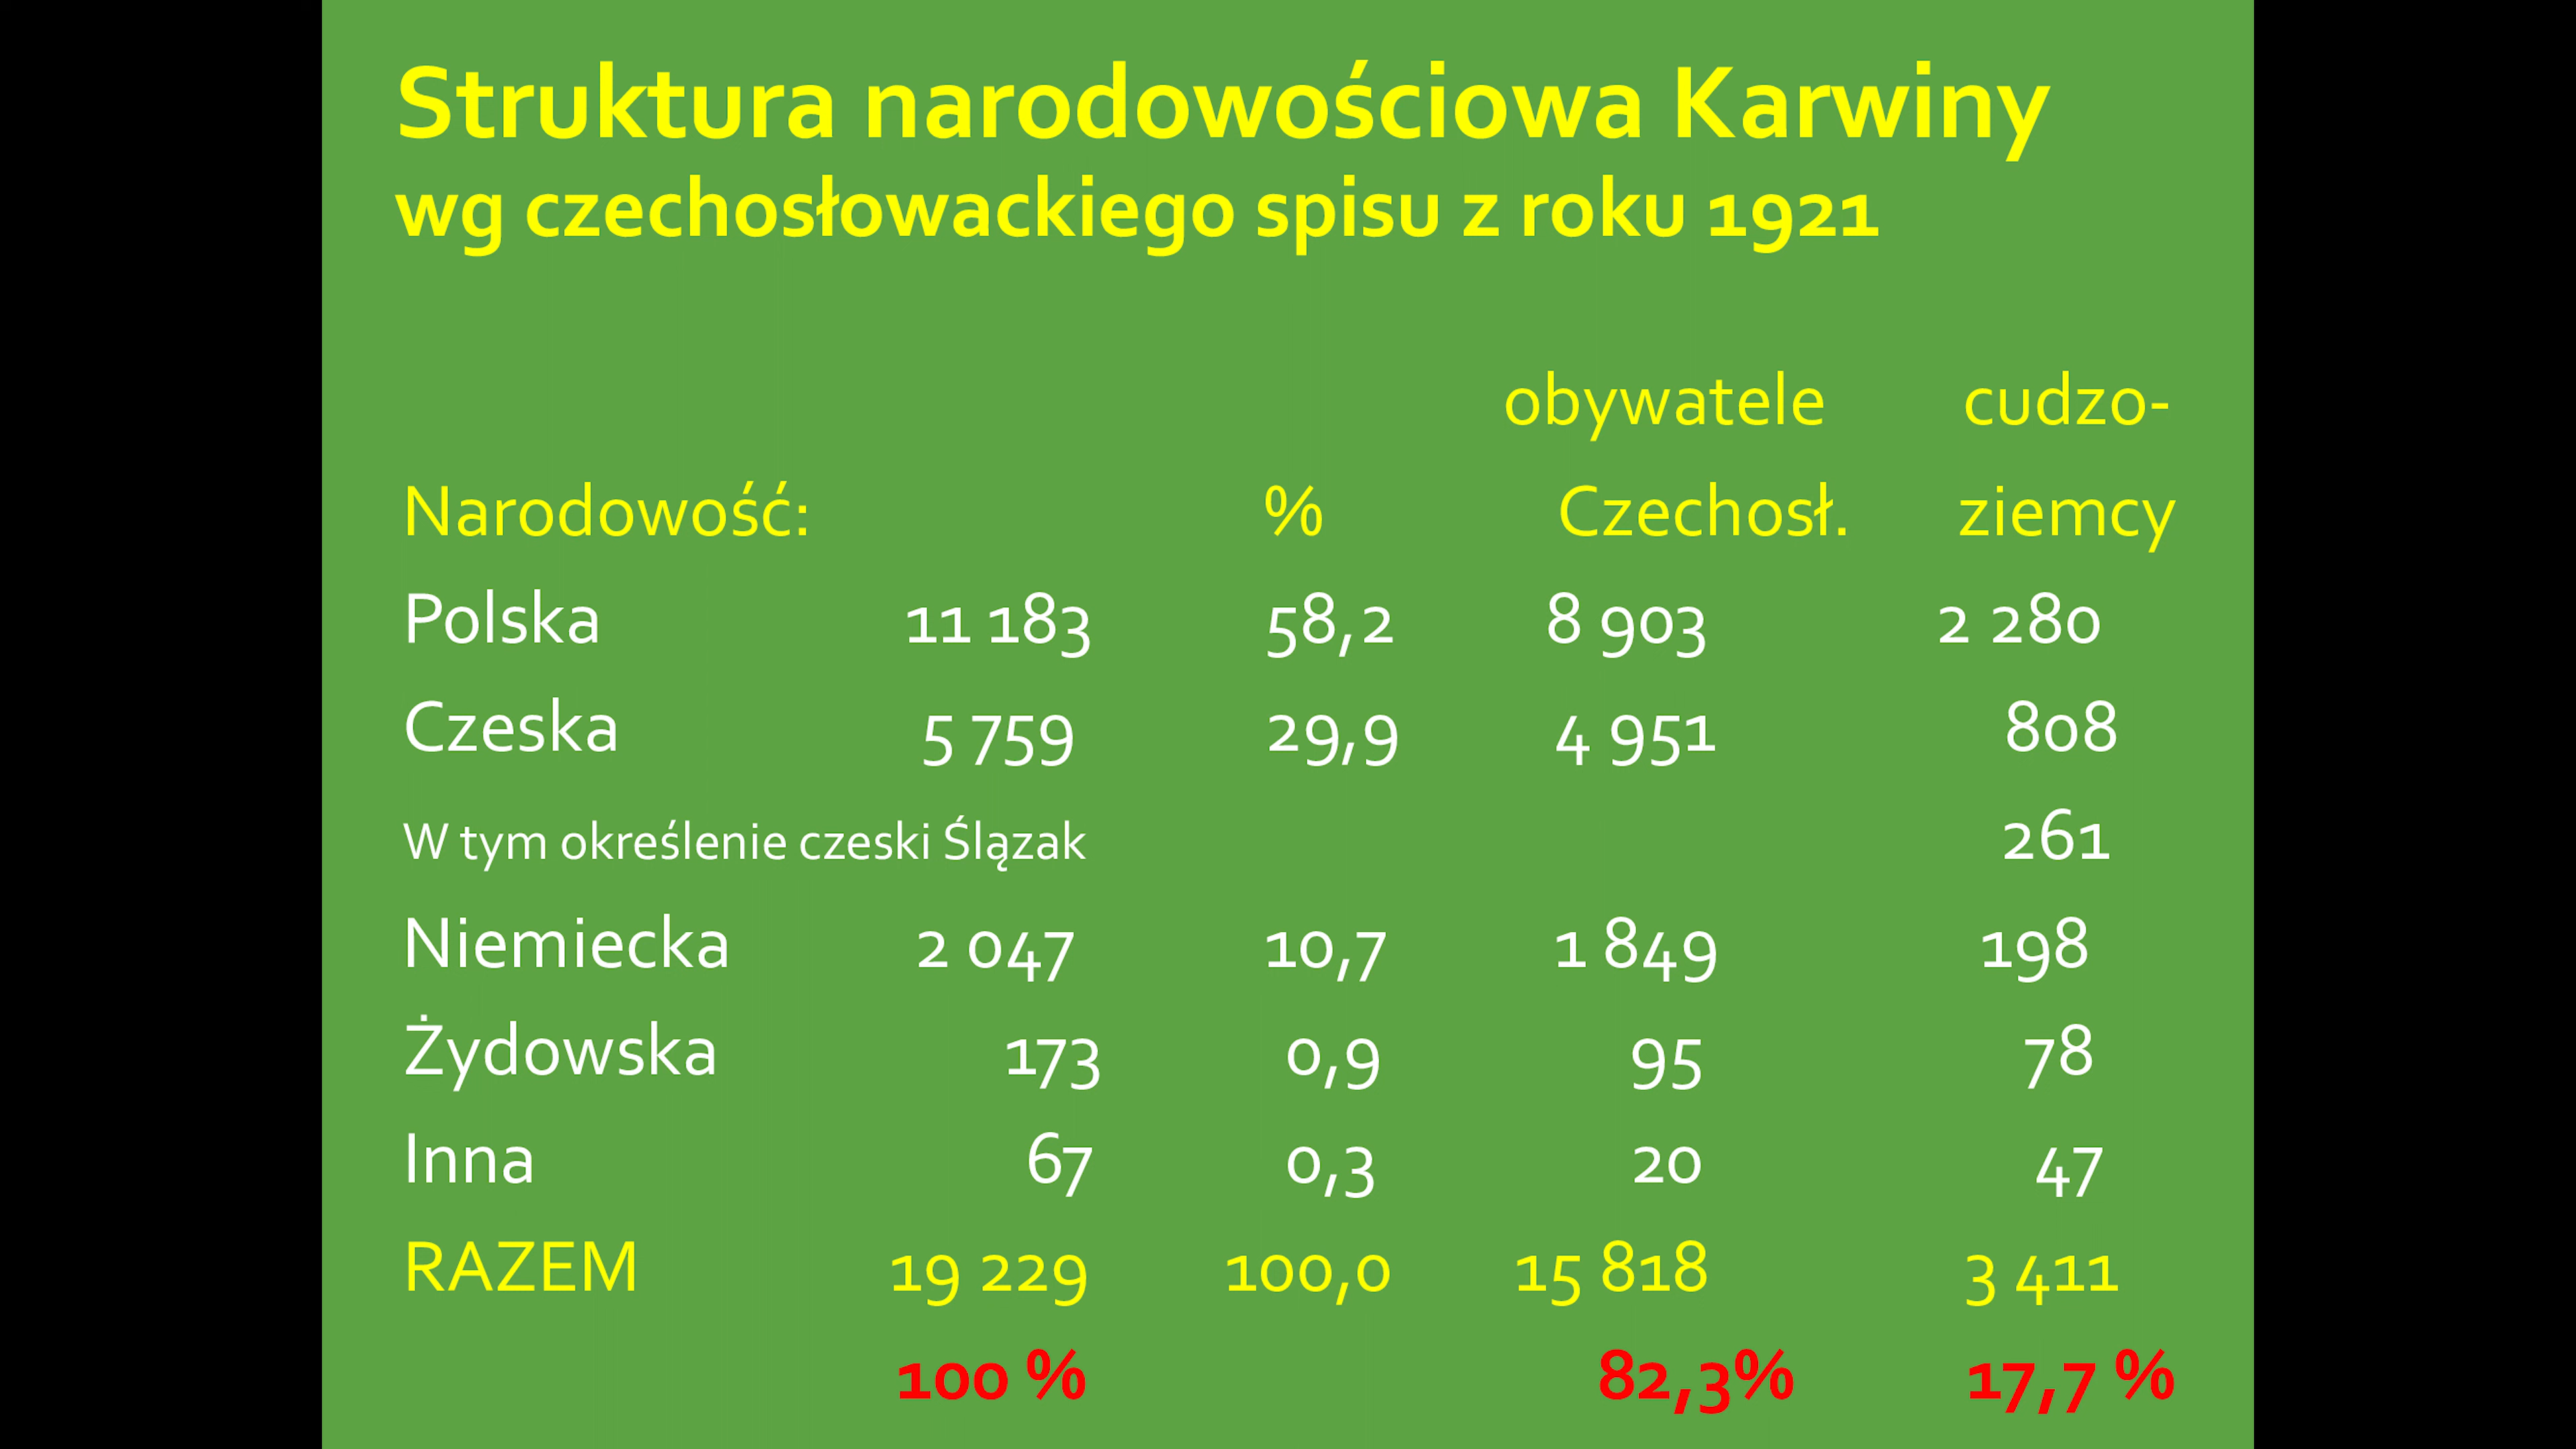 Struktura narodowościowa Karwiny
wg czechosłowackiego spisu z roku 1921
obywatele cudzo-
Narodowość: % Czechosł. ziemcy
Polska 11 183 58,2 8 903 2 280
Czeska 5 759 29,9 4 951 808
W tym określenie czeski Ślązak 261
Niemiecka 2 047 10,7 1 849 198
Żydowska 173 0,9 95 78
Inna 67 0,3 20 47
RAZEM 19 229 100,0 15 818 3 411
100 % 82,3% 17,7 %